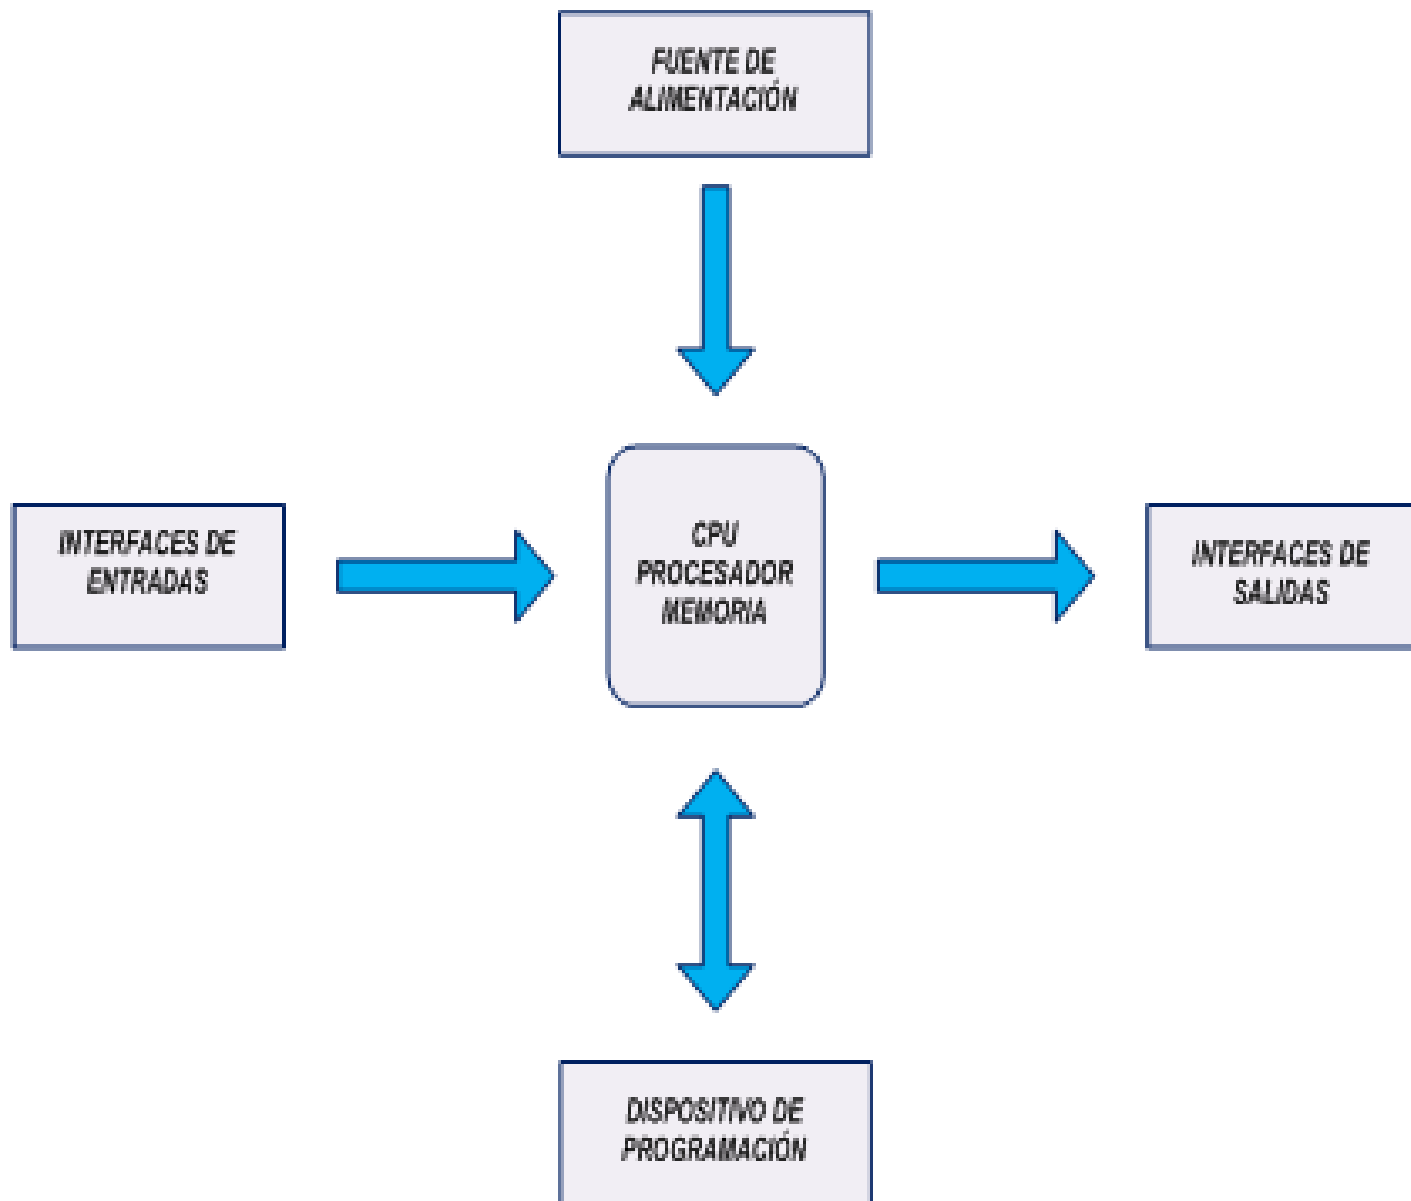 FUENTE DE
ALIMENTACIÓN
INTERFACES DE
ENTRADAS
CPU
PROCESADOR
MEMORIA
INTERFACES DE
SALIDAS
DISPOSITIVO DE
PROGRAMACIÓN